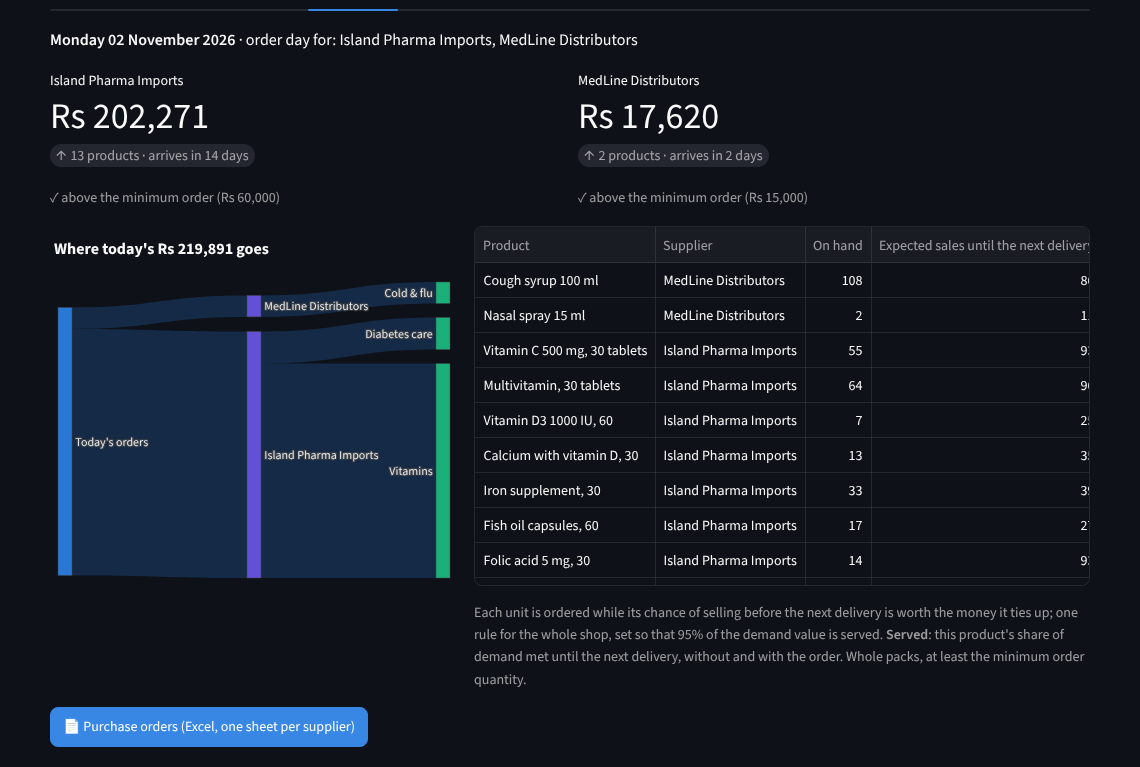 Monday 02 November 2026 · order day for: Island Pharma Imports, MedLine Distributors
Island Pharma Imports
Rs 202,271
↑ 13 products · arrives in 14 days
✓ above the minimum order (Rs 60,000)
MedLine Distributors
Rs 17,620
↑ 2 products · arrives in 2 days
✓ above the minimum order (Rs 15,000)
Where today's Rs 219,891 goes
Cold & flu
MedLine Distributors
Diabetes care
Today's orders
Island Pharma Imports
Vitamins
Product Supplier On hand Expected sales until the next delivery
Cough syrup 100 ml MedLine Distributors 108
Nasal spray 15 ml MedLine Distributors 2
Vitamin C 500 mg, 30 tablets Island Pharma Imports 55
Multivitamin, 30 tablets Island Pharma Imports 64
Vitamin D3 1000 IU, 60 Island Pharma Imports 7
Calcium with vitamin D, 30 Island Pharma Imports 13
Iron supplement, 30 Island Pharma Imports 33
Fish oil capsules, 60 Island Pharma Imports 17
Folic acid 5 mg, 30 Island Pharma Imports 14
Each unit is ordered while its chance of selling before the next delivery is worth the money it ties up; one
rule for the whole shop, set so that 95% of the demand value is served. Served: this product's share of
demand met until the next delivery, without and with the order. Whole packs, at least the minimum order
quantity.
Purchase orders (Excel, one sheet per supplier)